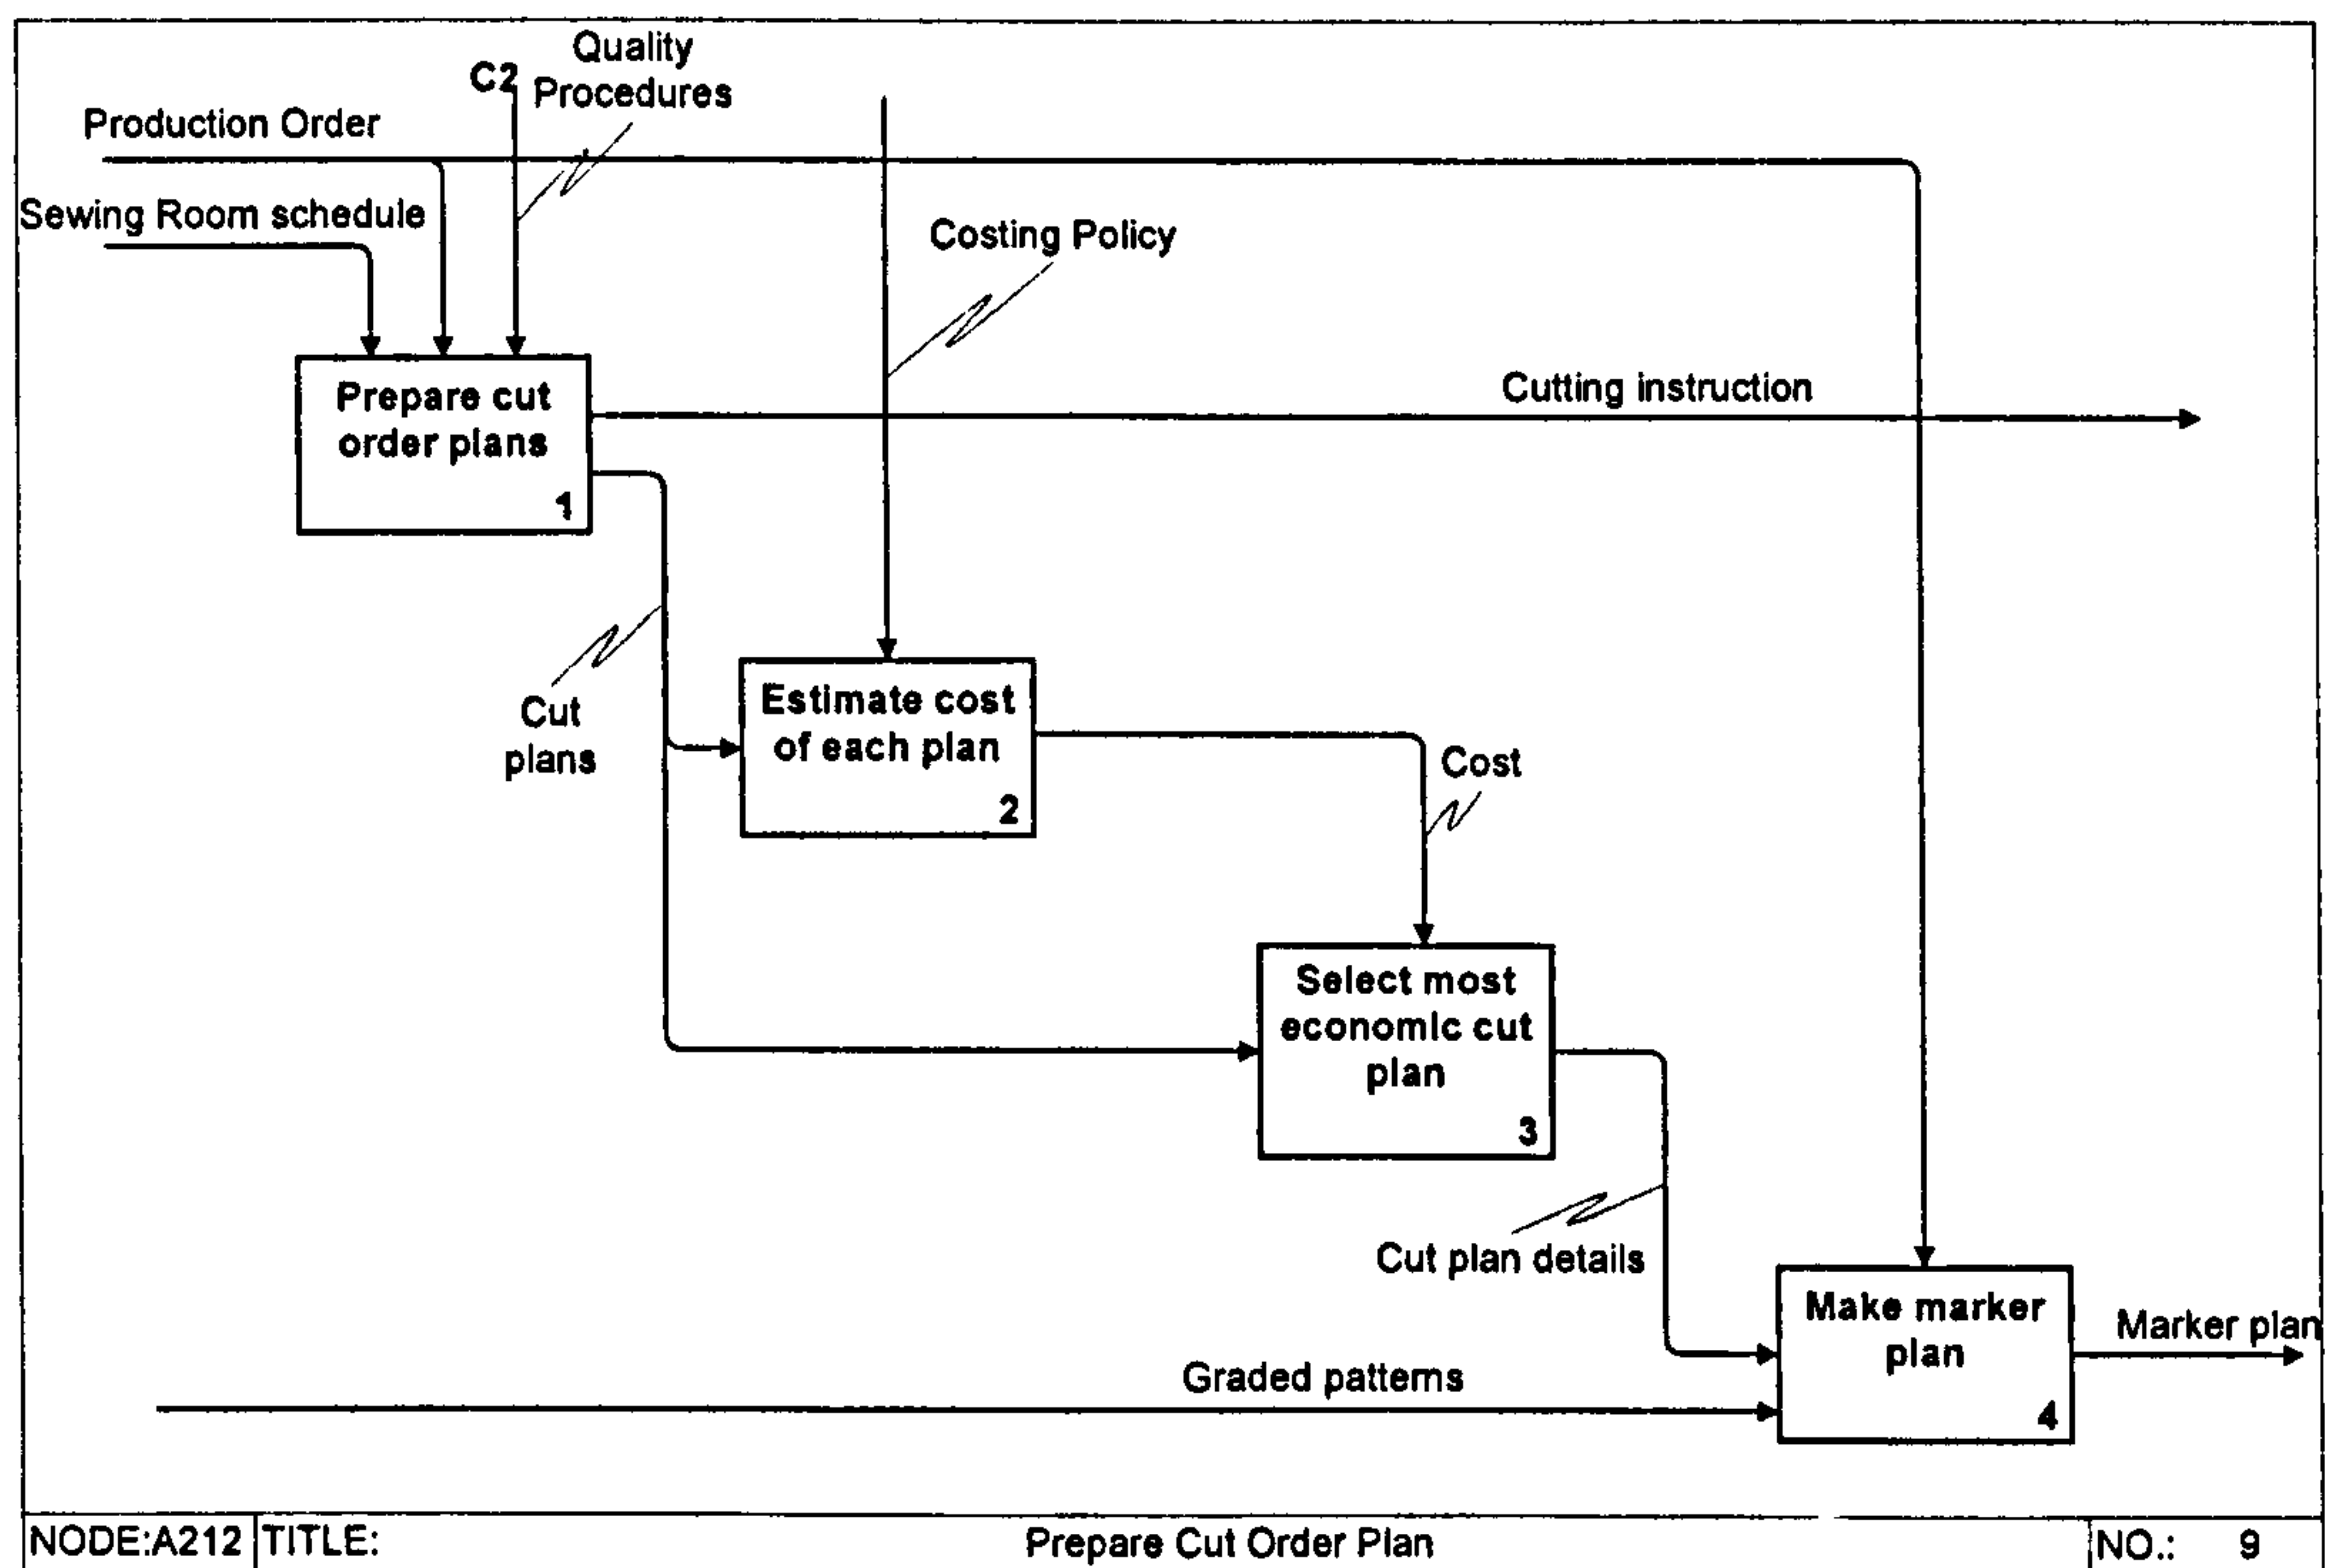 Quality
C2 Procedures
Production Order
Sewing Room schedule
Costing Policy
Cutting instruction
Prepare cut
order plans
1
Cut
plans
Estimate cost
of each plan
2
Cost
Select most
economic cut
plan
3
Cut plan details
Make marker
plan
4
Marker plan
Graded patterns
NODE:A212 TITLE: Prepare Cut Order Plan NO.: 9